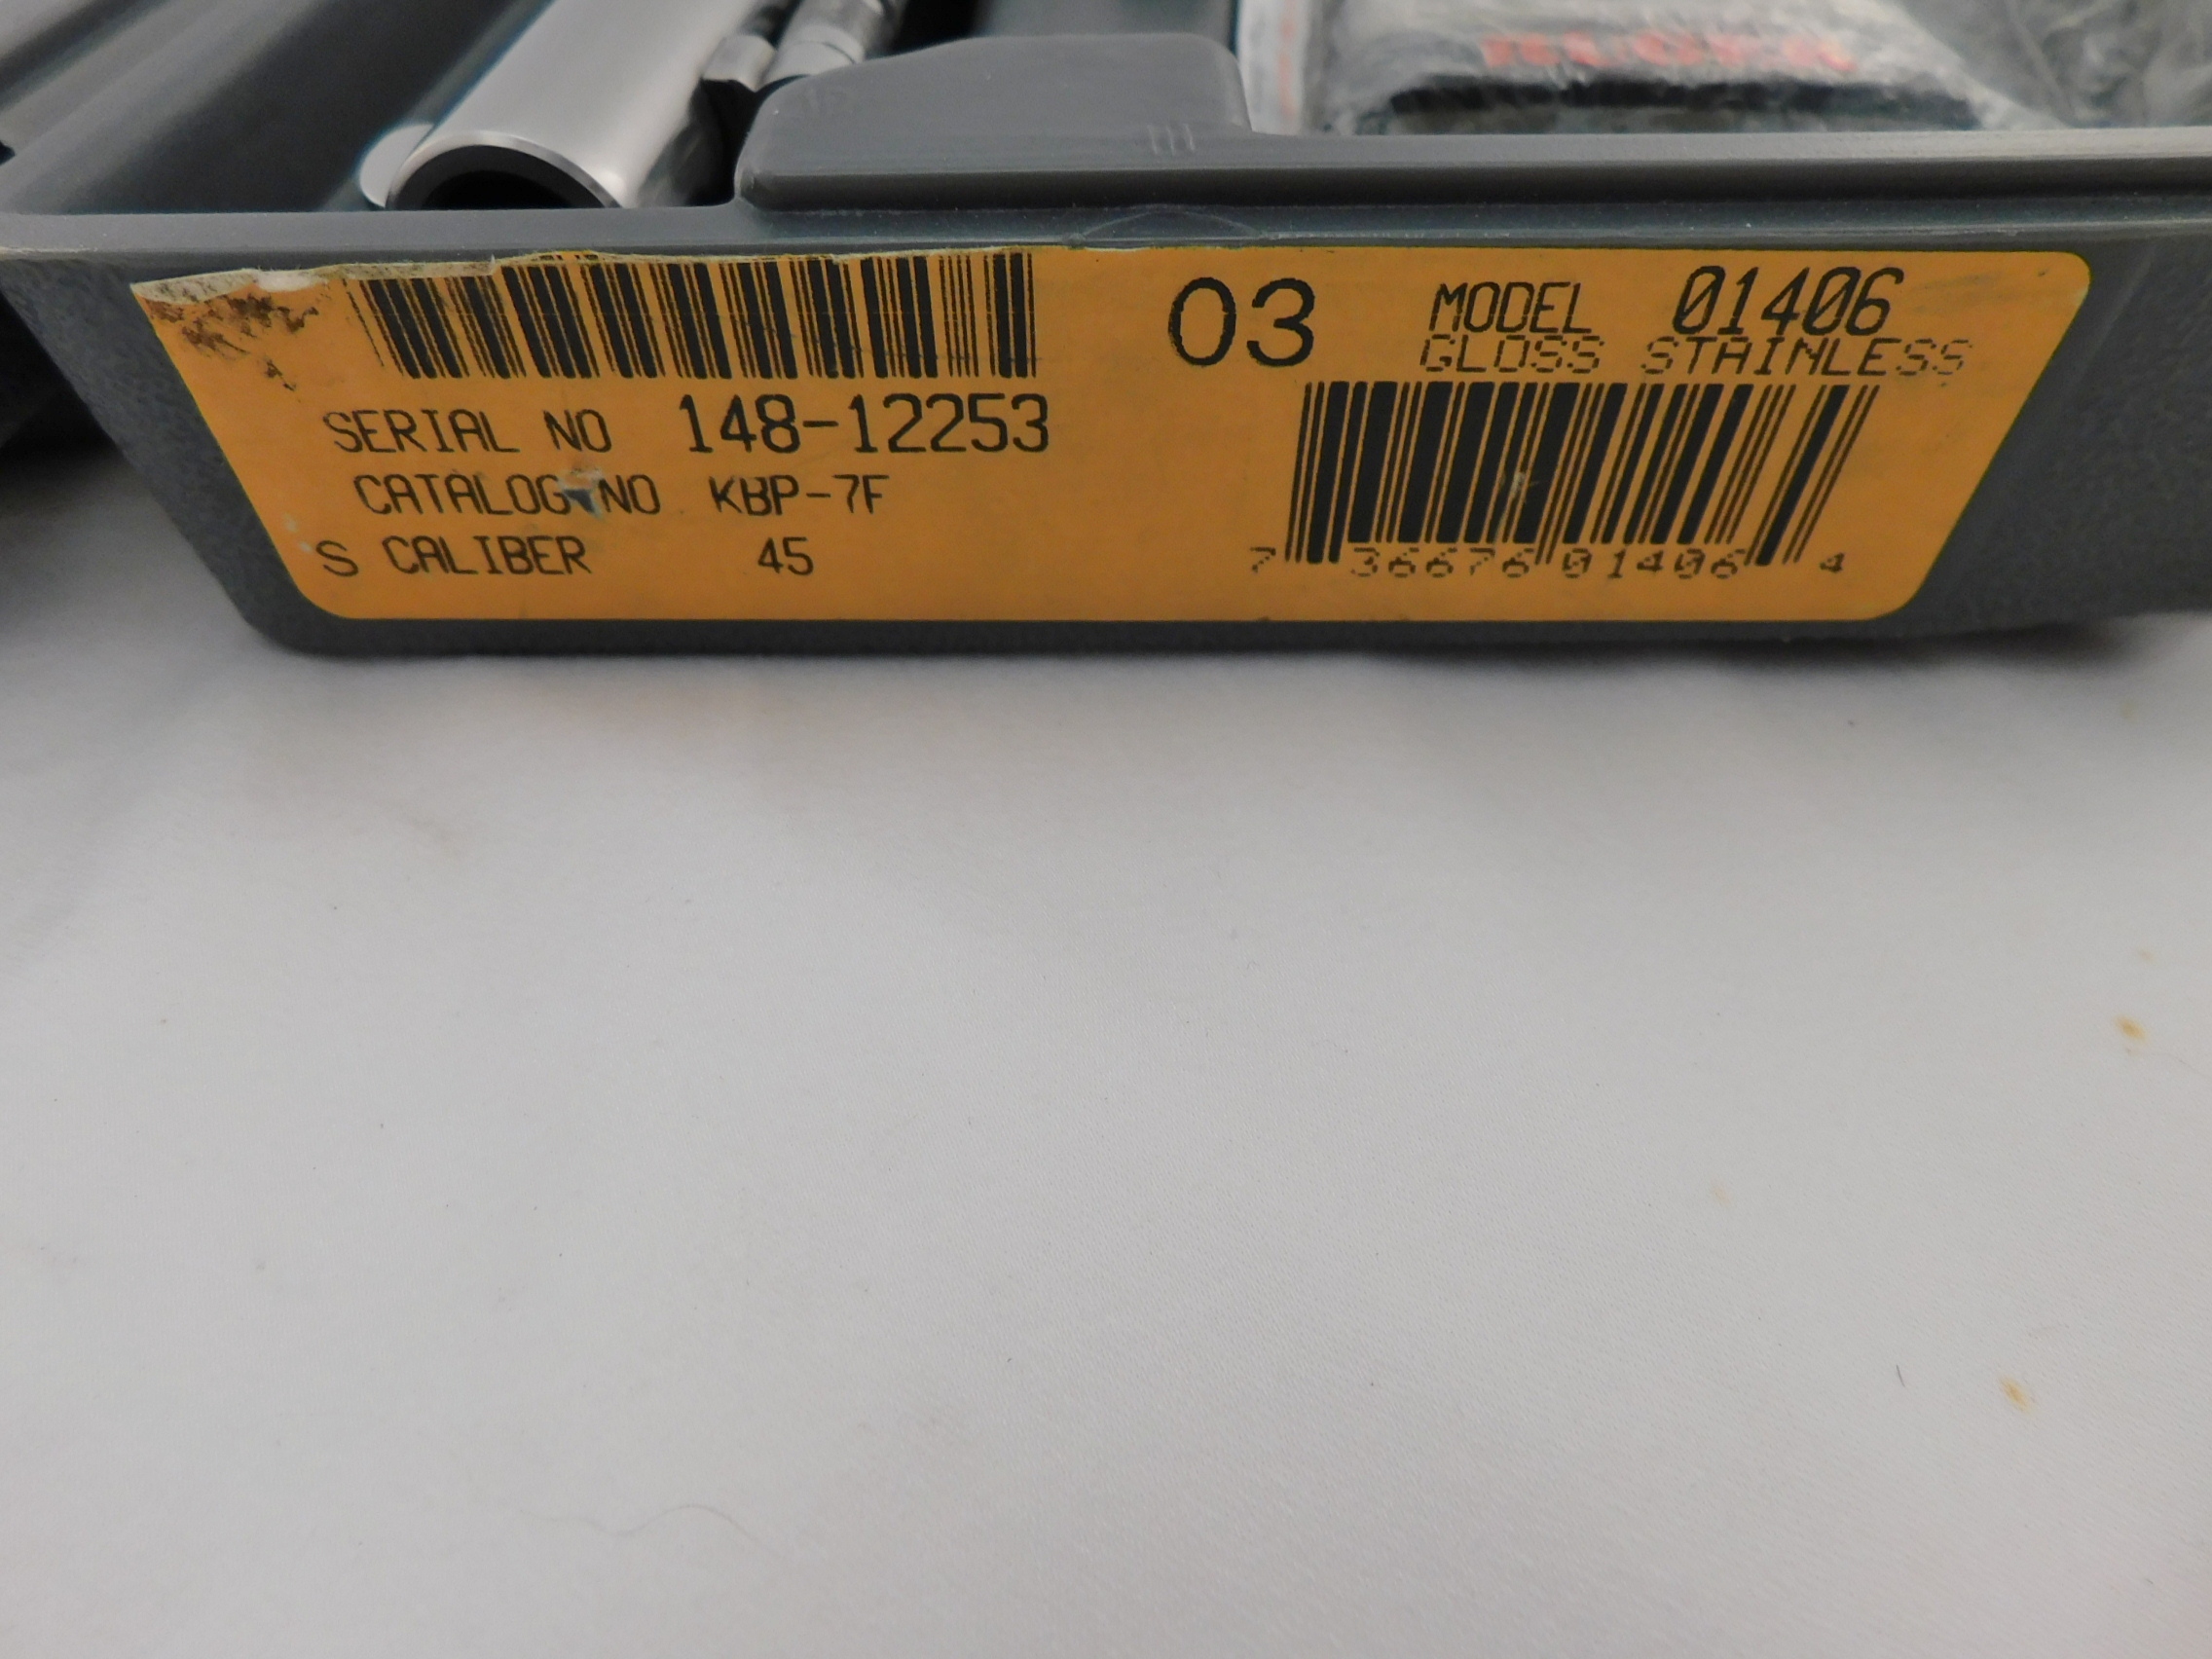 RUGER
03
MODEL 01406
GLOSS STAINLESS
SERIAL NO 148-12253
CATALOG NO KBP-7F
S CALIBER 45
7 36676 01406 4